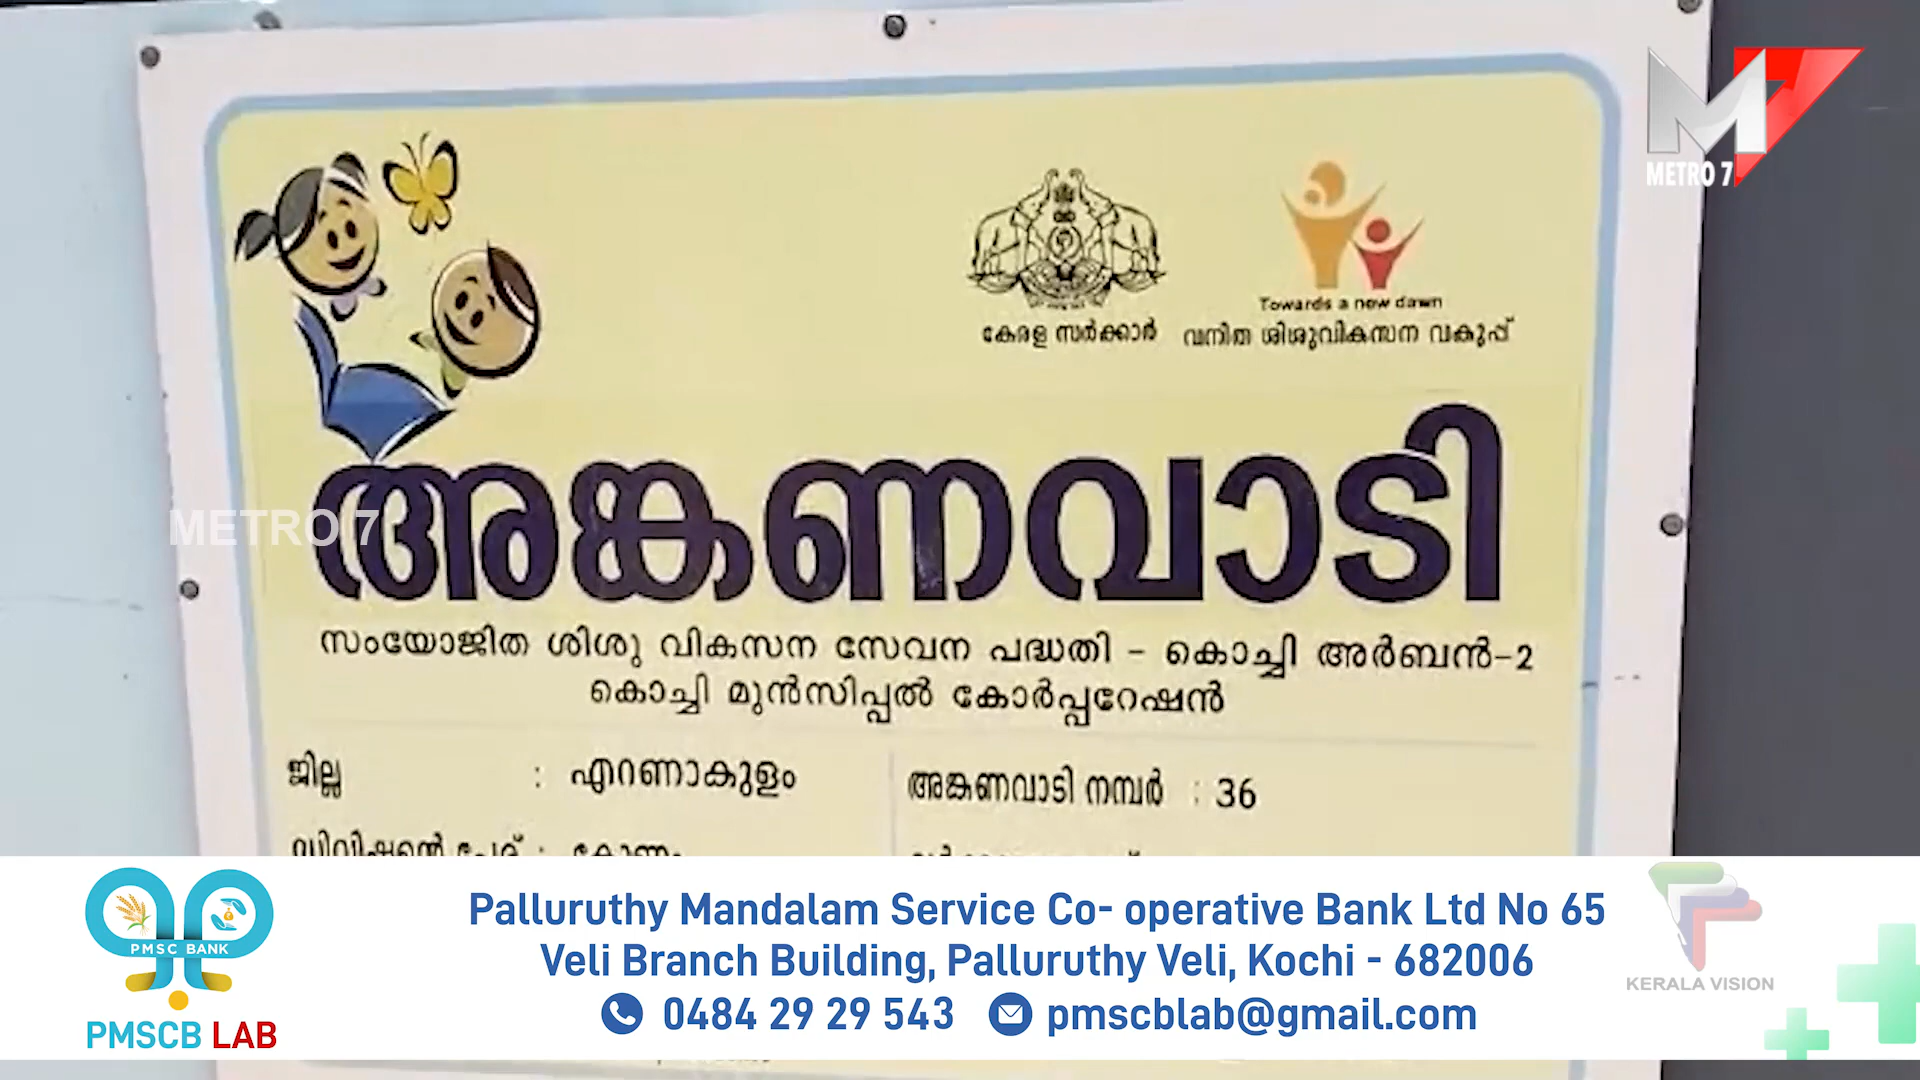 METRO 7
Towards a new dawn
കേരള സർക്കാർ
വനിത ശിശുവികസന വകുപ്പ്
അങ്കണവാടി
METRO 7
സംയോജിത ശിശു വികസന സേവന പദ്ധതി - കൊച്ചി അർബൻ-2
കൊച്ചി മുൻസിപ്പൽ കോർപ്പറേഷൻ
ജില്ല : എറണാകുളം
അങ്കണവാടി നമ്പർ : 36
ഡിവിഷന്റെ പേര് :
PMSC BANK
PMSCB LAB
Palluruthy Mandalam Service Co- operative Bank Ltd No 65
Veli Branch Building, Palluruthy Veli, Kochi - 682006
0484 29 29 543 pmscblab@gmail.com
KERALA VISION